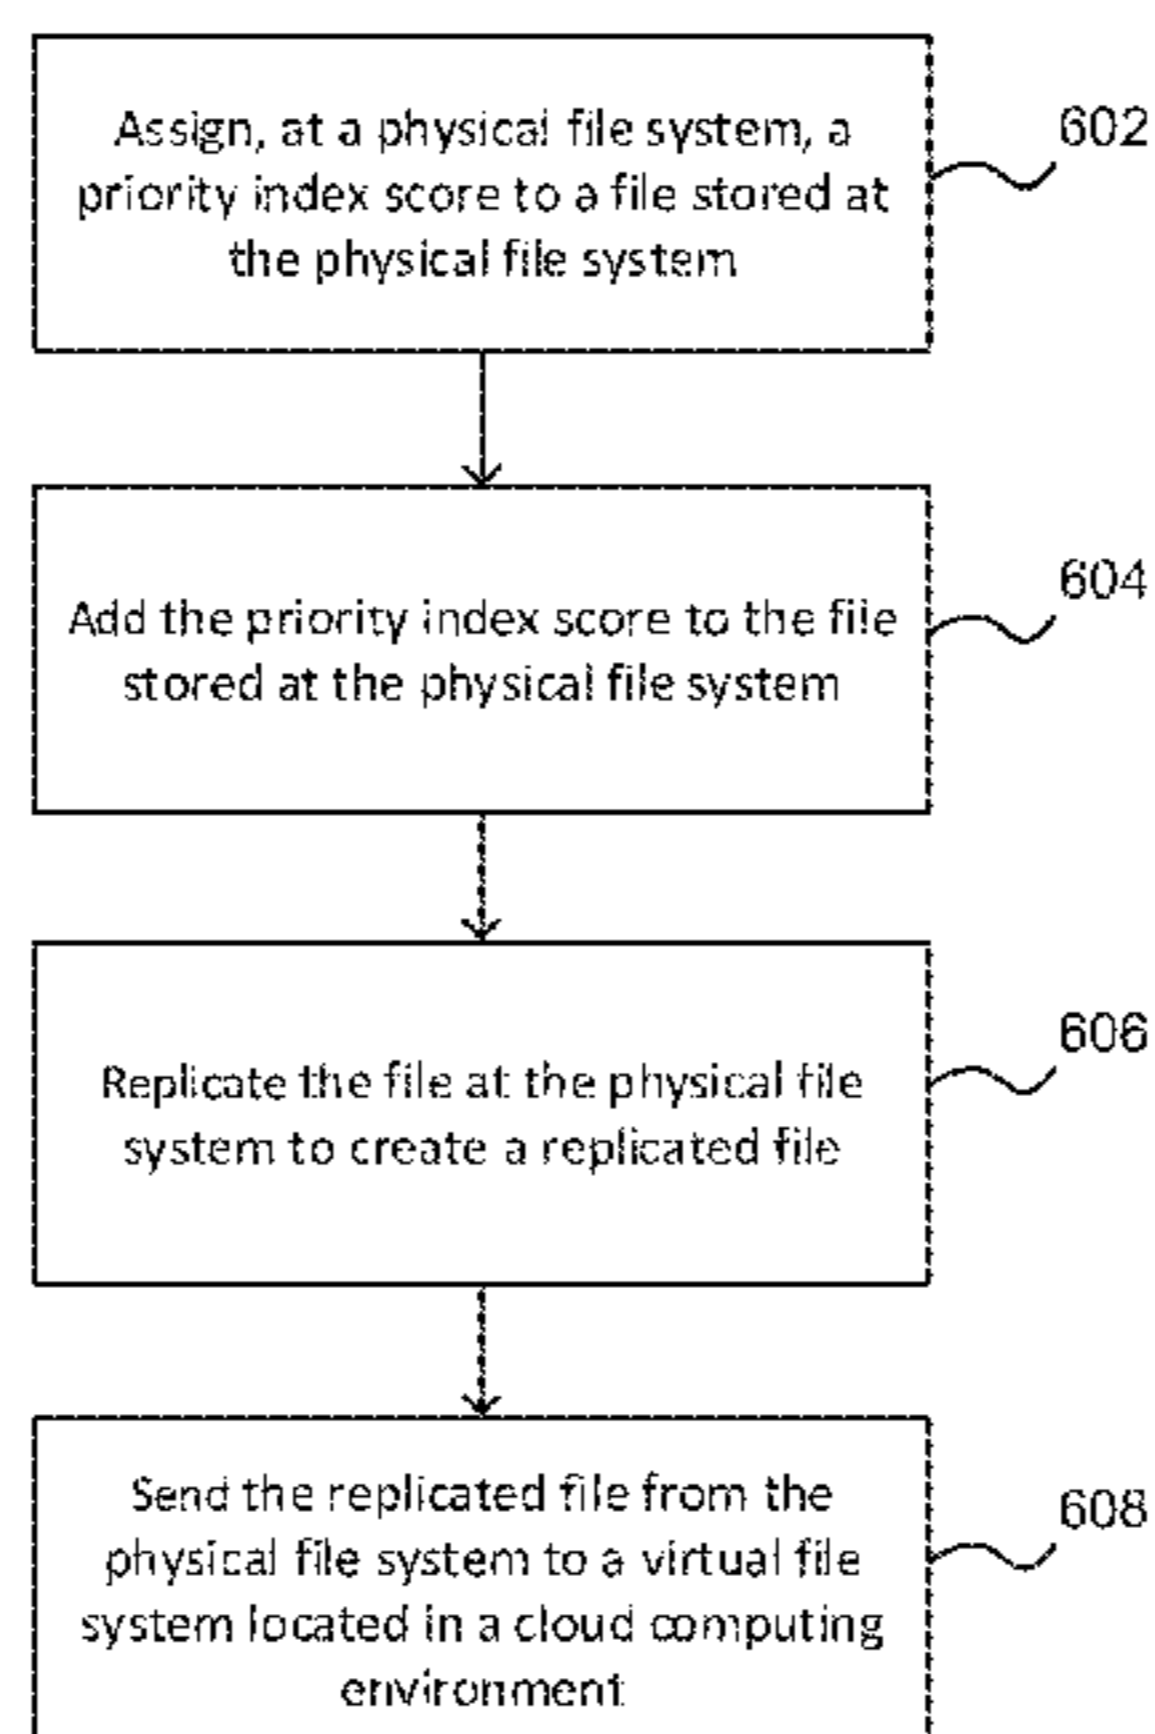 Assign, at a physical file system, a
priority index score to a file stored at
the physical file system
602
Add the priority index score to the file
stored at the physical file system
604
Replicate the file at the physical file
system to create a replicated file
606
Send the replicated file from the
physical file system to a virtual file
system located in a cloud computing
environment
608